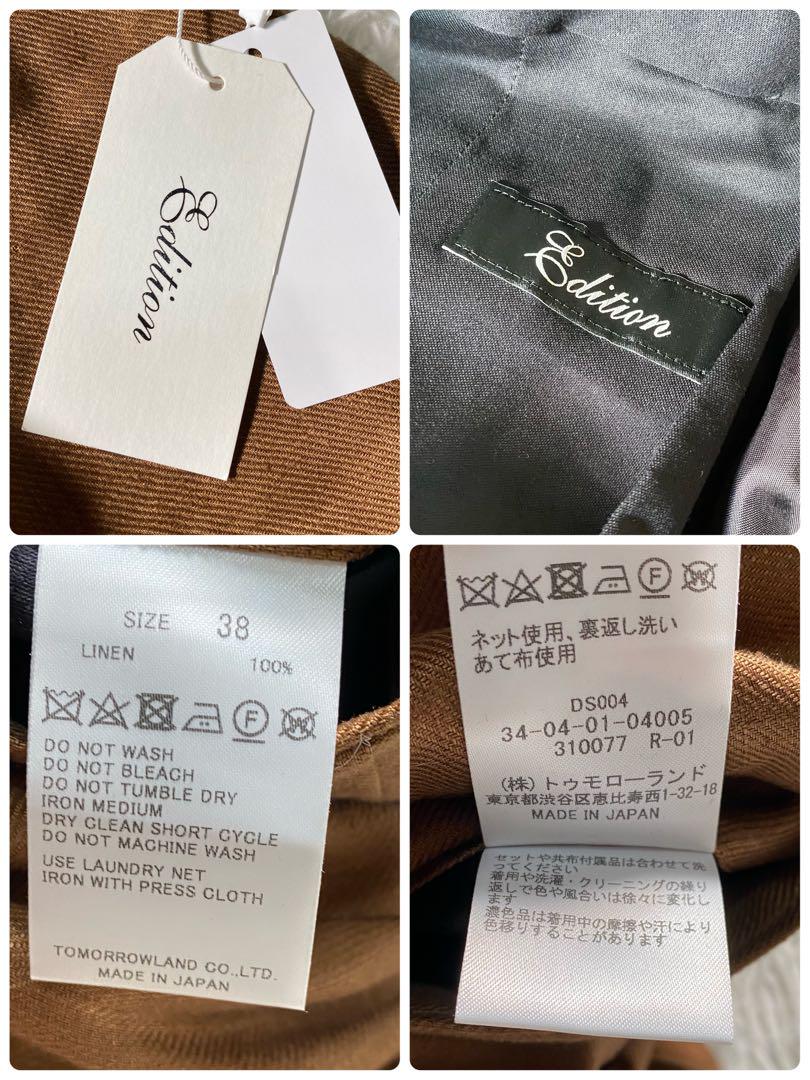 Edition
Edition
SIZE 38
LINEN 100%
DO NOT WASH
DO NOT BLEACH
DO NOT TUMBLE DRY
IRON MEDIUM
DRY CLEAN SHORT CYCLE
DO NOT MACHINE WASH
USE LAUNDRY NET
IRON WITH PRESS CLOTH
TOMORROWLAND CO.,LTD.
MADE IN JAPAN
ネット使用、裏返し洗い
あて布使用
DS004
34-04-01-04005
310077 R-01
(株)トゥモローランド
東京都渋谷区恵比寿西1-32-18
MADE IN JAPAN
セットや共布付属品は合わせて洗
ってください
着用や洗濯・クリーニングの繰り
返しで色や風合いは徐々に変化し
ます
濃色品は着用中の摩擦や汗により
色移りすることがあります